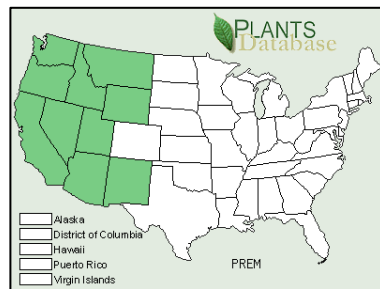 PLANTS
Database
Alaska
District of Columbia
Hawaii
Puerto Rico
Virgin Islands
PREM